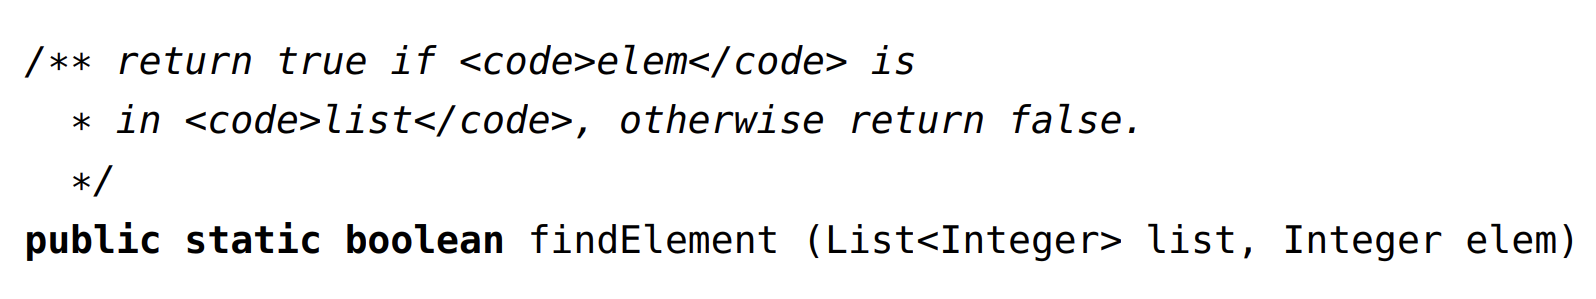 /** return true if <code>elem</code> is
  * in <code>list</code>, otherwise return false.
  */
public static boolean findElement (List<Integer> list, Integer elem)